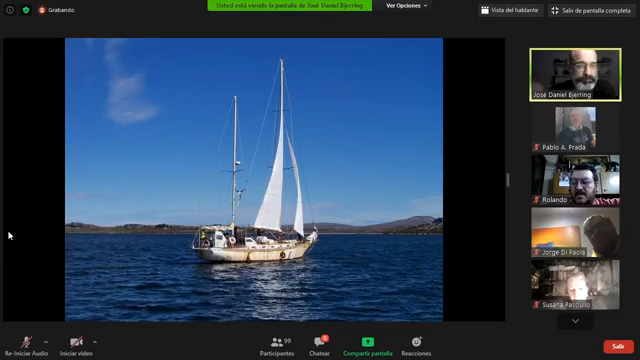 Grabando
Usted está viendo la pantalla de José Daniel Bjerring
Ver Opciones
Vista del hablante
Salir de pantalla completa
José Daniel Bjerring
Pablo A. Prada
Rolando
Jorge Di Paola
Susana Pasciullo
Re-Iniciar Audio
Iniciar video
Participantes
99
Chatear
Compartir pantalla
Reacciones
Salir